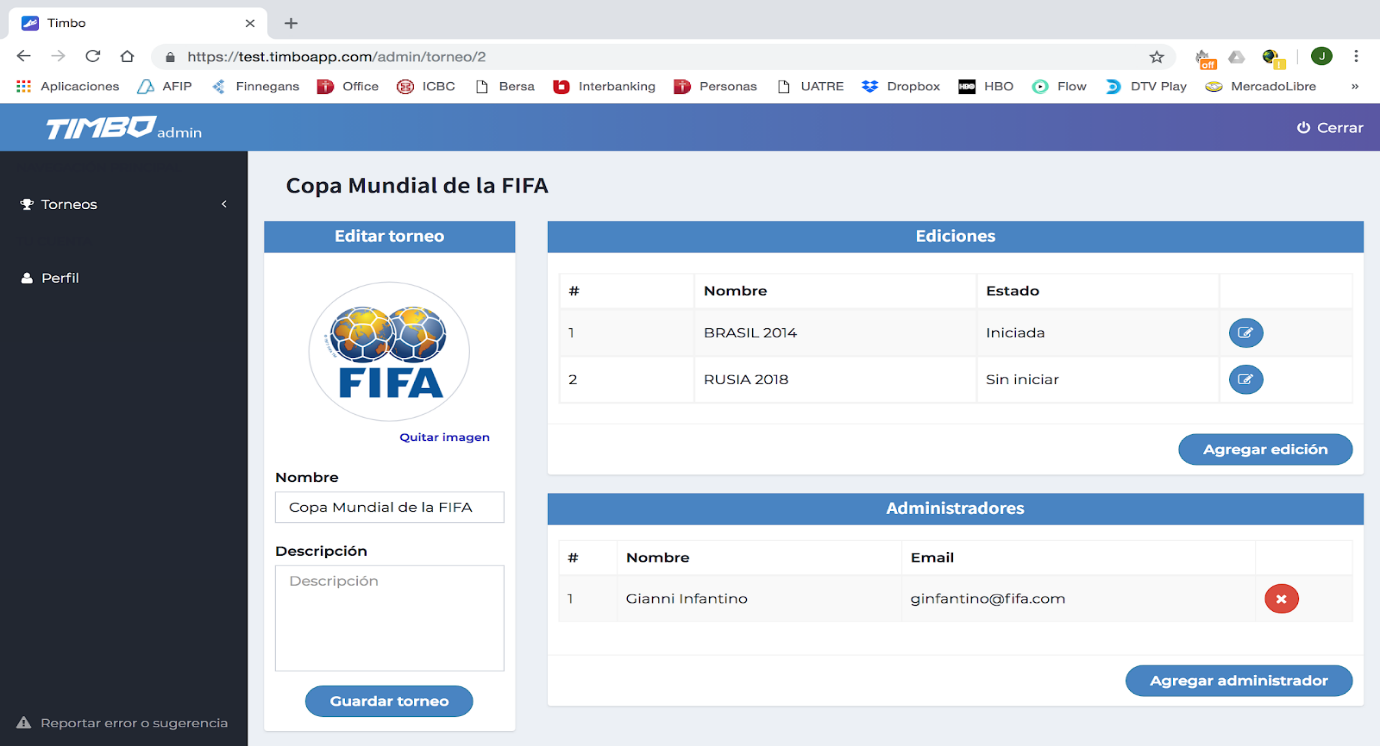 Timbo
https://test.timboapp.com/admin/torneo/2
off
!
J
Aplicaciones AFIP Finnegans Office ICBC Bersa Interbanking Personas UATRE Dropbox HBO HBO Flow DTV Play MercadoLibre »
TIMBO admin
Cerrar
Torneos
Perfil
Reportar error o sugerencia
Copa Mundial de la FIFA
Editar torneo
FIFA
Quitar imagen
Nombre
Copa Mundial de la FIFA
Descripción
Descripción
Guardar torneo
Ediciones
# Nombre Estado
1 BRASIL 2014 Iniciada
2 RUSIA 2018 Sin iniciar
Agregar edición
Administradores
# Nombre Email
1 Gianni Infantino ginfantino@fifa.com
Agregar administrador